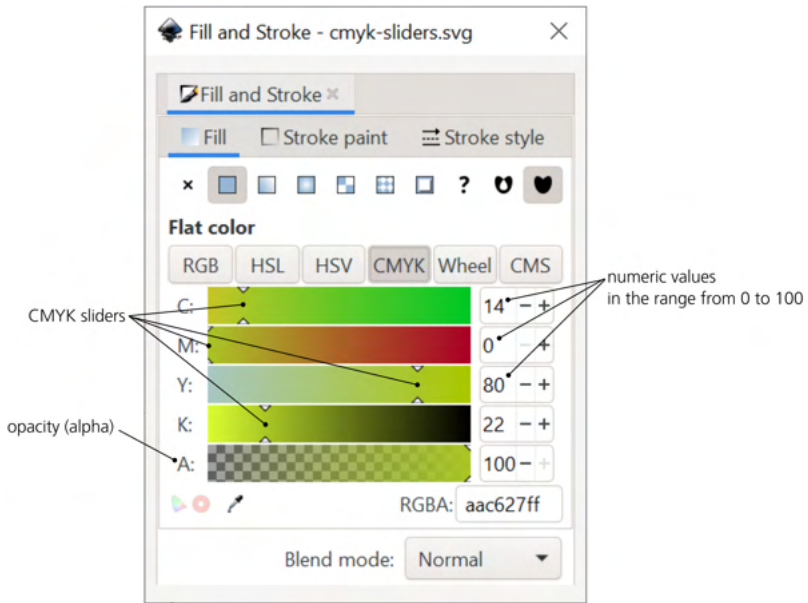 Fill and Stroke - cmyk-sliders.svg
Fill and Stroke
Fill Stroke paint Stroke style
?
Flat color
RGB HSL HSV CMYK Wheel CMS
numeric values
in the range from 0 to 100
CMYK sliders
C: 14 - +
M: 0 - +
Y: 80 - +
K: 22 - +
opacity (alpha)
A: 100 - +
RGBA: aac627ff
Blend mode: Normal